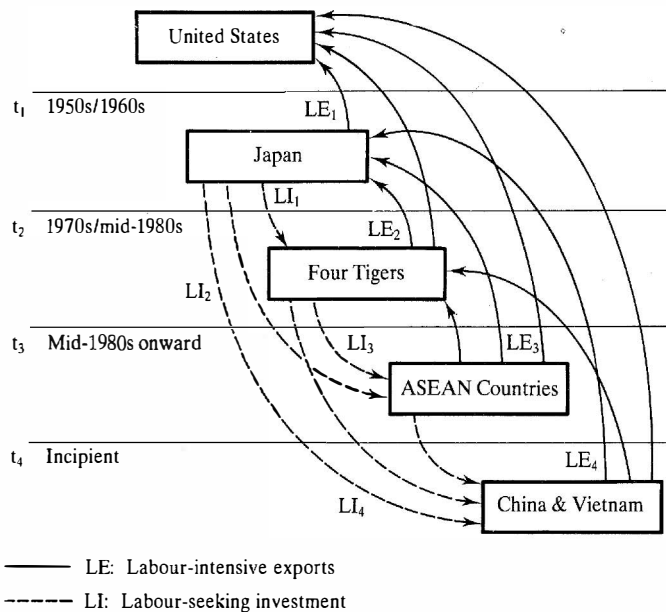 United States
t₁ 1950s/1960s
LE₁
Japan
LI₁
t₂ 1970s/mid-1980s
LE₂
Four Tigers
LI₂
LI₃
LE₃
t₃ Mid-1980s onward
ASEAN Countries
t₄ Incipient
LE₄
LI₄
China & Vietnam
LE: Labour-intensive exports
LI: Labour-seeking investment